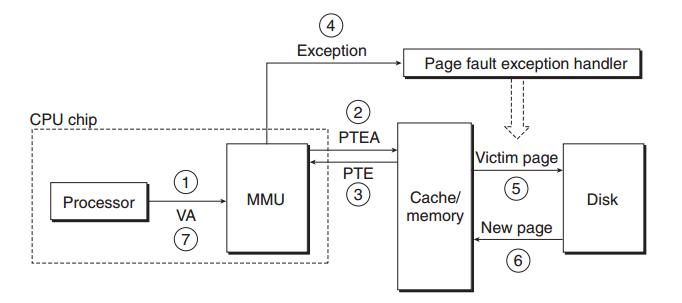 4
Exception
Page fault exception handler
CPU chip
2
PTEA
PTE
3
Processor
1
VA
7
MMU
Cache/
memory
Victim page
5
Disk
New page
6